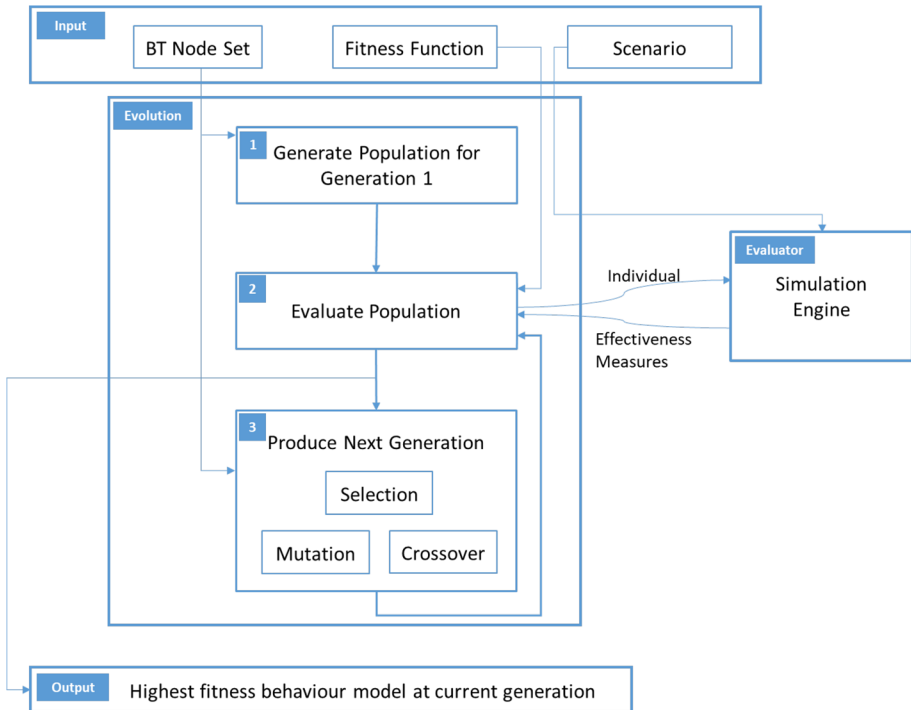 Input
BT Node Set
Fitness Function
Scenario
Evolution
1
Generate Population for
Generation 1
Evaluator
Simulation
Engine
Individual
2
Evaluate Population
Effectiveness
Measures
3
Produce Next Generation
Selection
Mutation
Crossover
Output
Highest fitness behaviour model at current generation